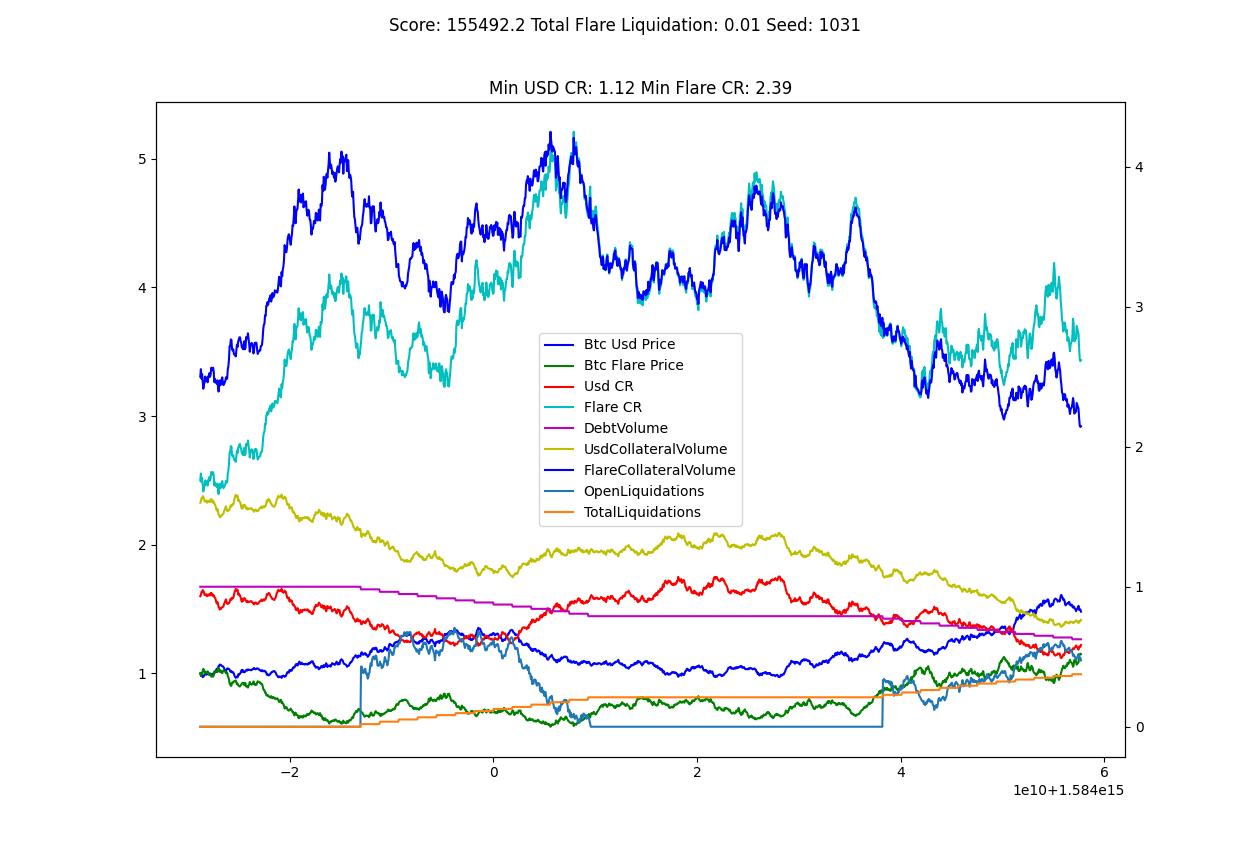 Score: 155492.2 Total Flare Liquidation: 0.01 Seed: 1031
Min USD CR: 1.12 Min Flare CR: 2.39
5
4
3
2
1
4
3
2
1
0
Btc Usd Price
Btc Flare Price
Usd CR
Flare CR
DebtVolume
UsdCollateralVolume
FlareCollateralVolume
OpenLiquidations
TotalLiquidations
−2 0 2 4 6
1e10+1.584e15